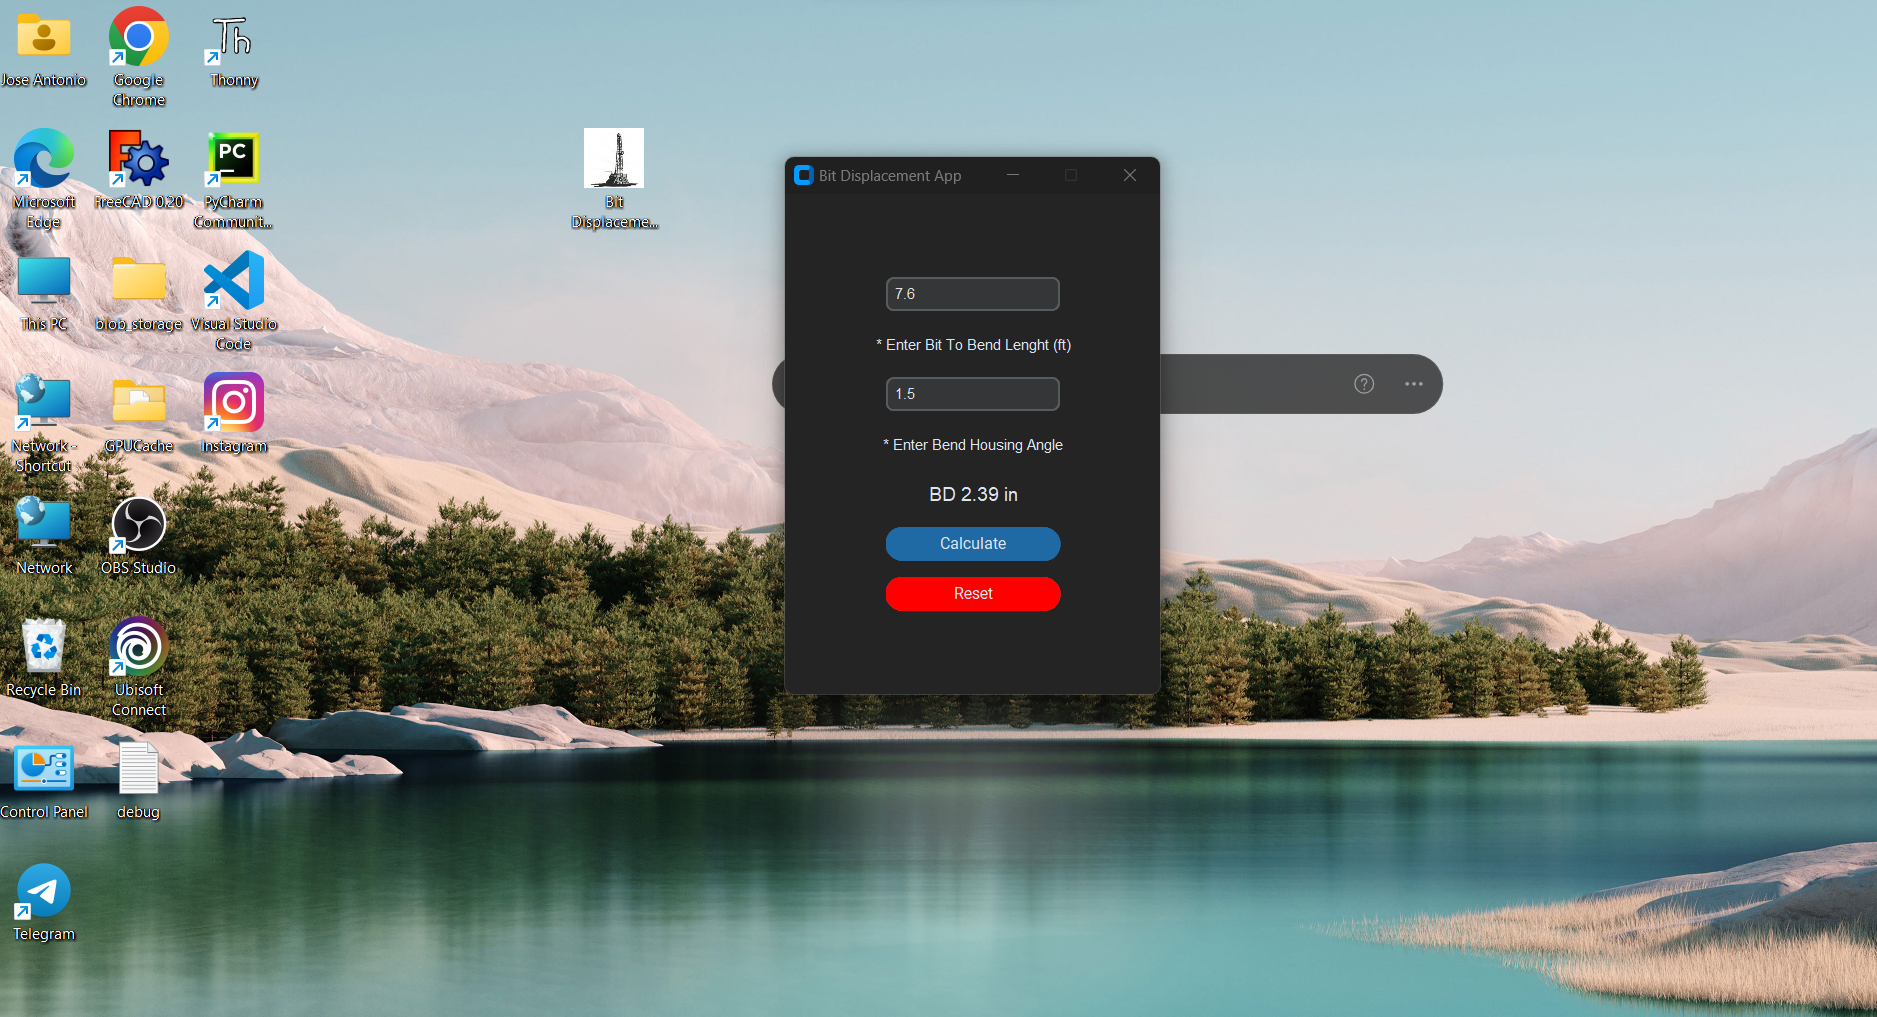 Jose Antonio
Google
Chrome
Th
Thonny
Microsoft
Edge
FreeCAD 0.20
PC
PyCharm
Communit...
Bit
Displaceme...
This PC
blob_storage
Visual Studio
Code
Network -
Shortcut
GPUCache
Instagram
Network
OBS Studio
Recycle Bin
Ubisoft
Connect
Control Panel
debug
Telegram
Bit Displacement App
7.6
* Enter Bit To Bend Lenght (ft)
1.5
* Enter Bend Housing Angle
BD 2.39 in
Calculate
Reset